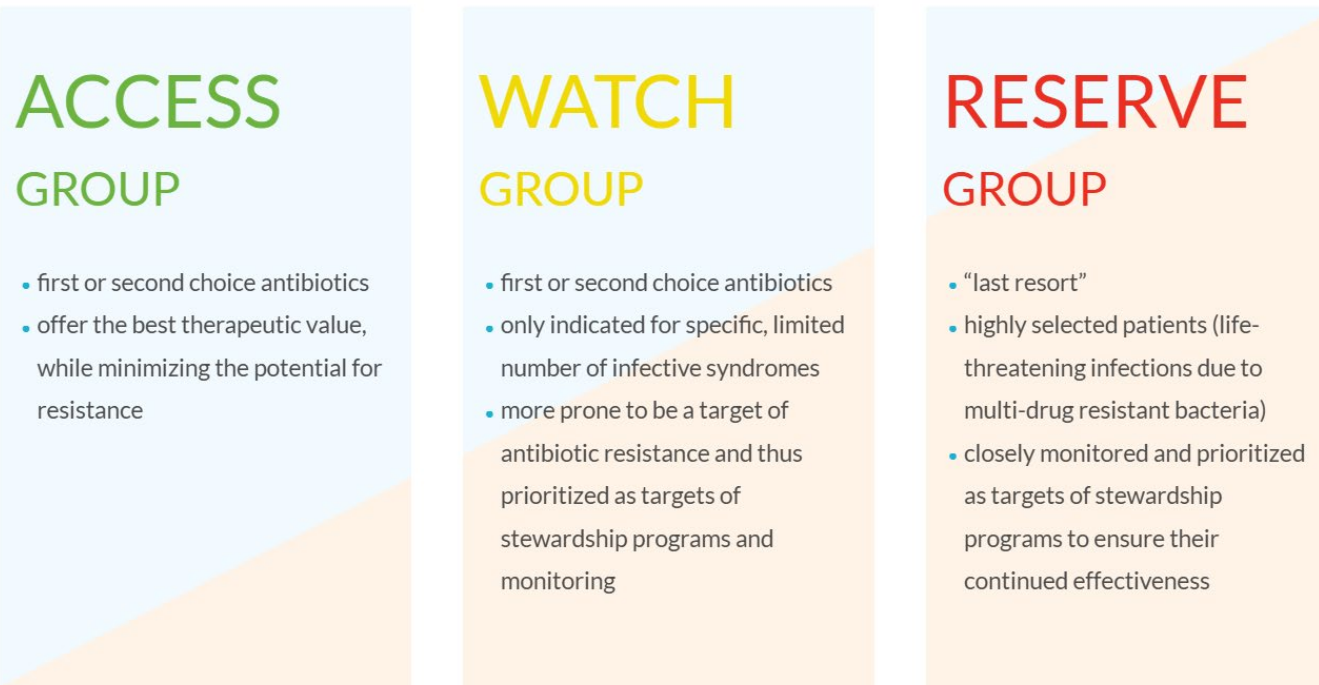 ACCESS
GROUP
• first or second choice antibiotics
• offer the best therapeutic value,
while minimizing the potential for
resistance
WATCH
GROUP
• first or second choice antibiotics
• only indicated for specific, limited
number of infective syndromes
• more prone to be a target of
antibiotic resistance and thus
prioritized as targets of
stewardship programs and
monitoring
RESERVE
GROUP
• “last resort”
• highly selected patients (life-
threatening infections due to
multi-drug resistant bacteria)
• closely monitored and prioritized
as targets of stewardship
programs to ensure their
continued effectiveness